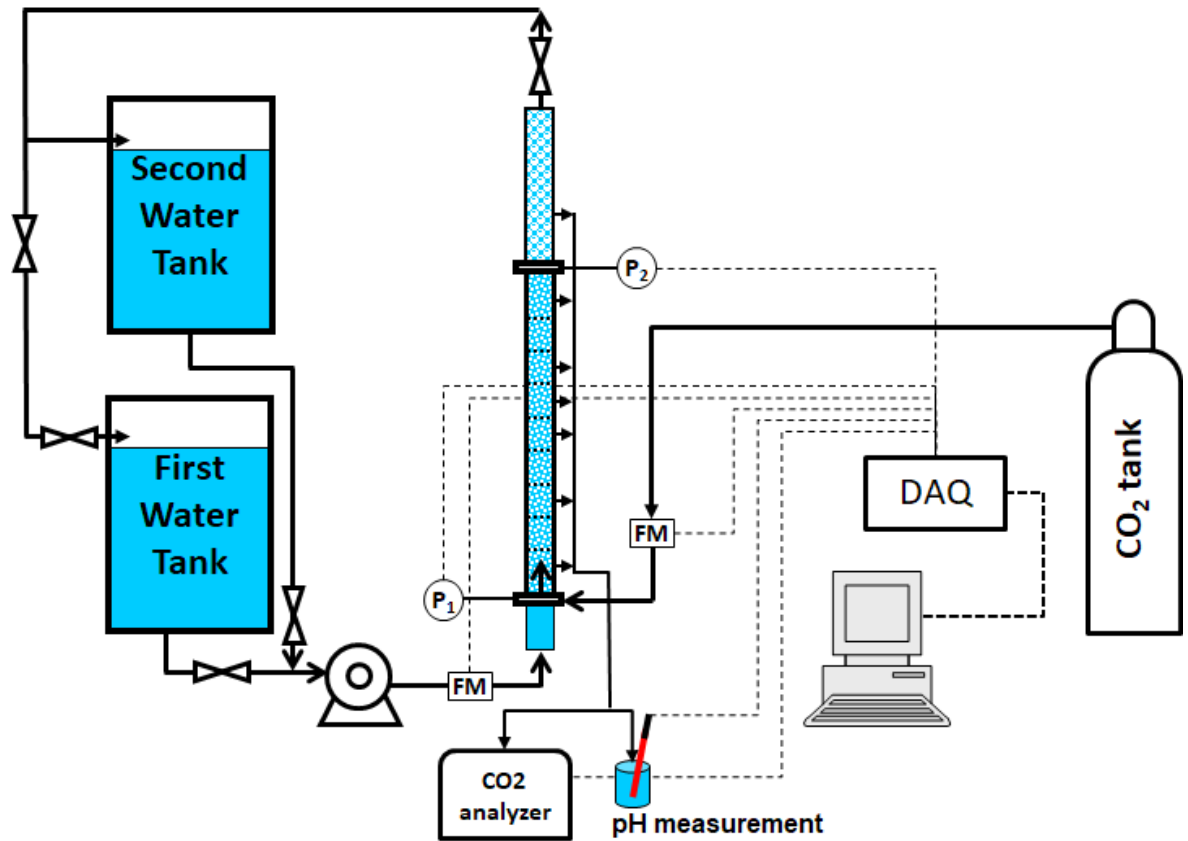 Second
Water
Tank
P₂
First
Water
Tank
P₁
FM
FM
DAQ
CO₂ tank
CO2
analyzer
pH measurement